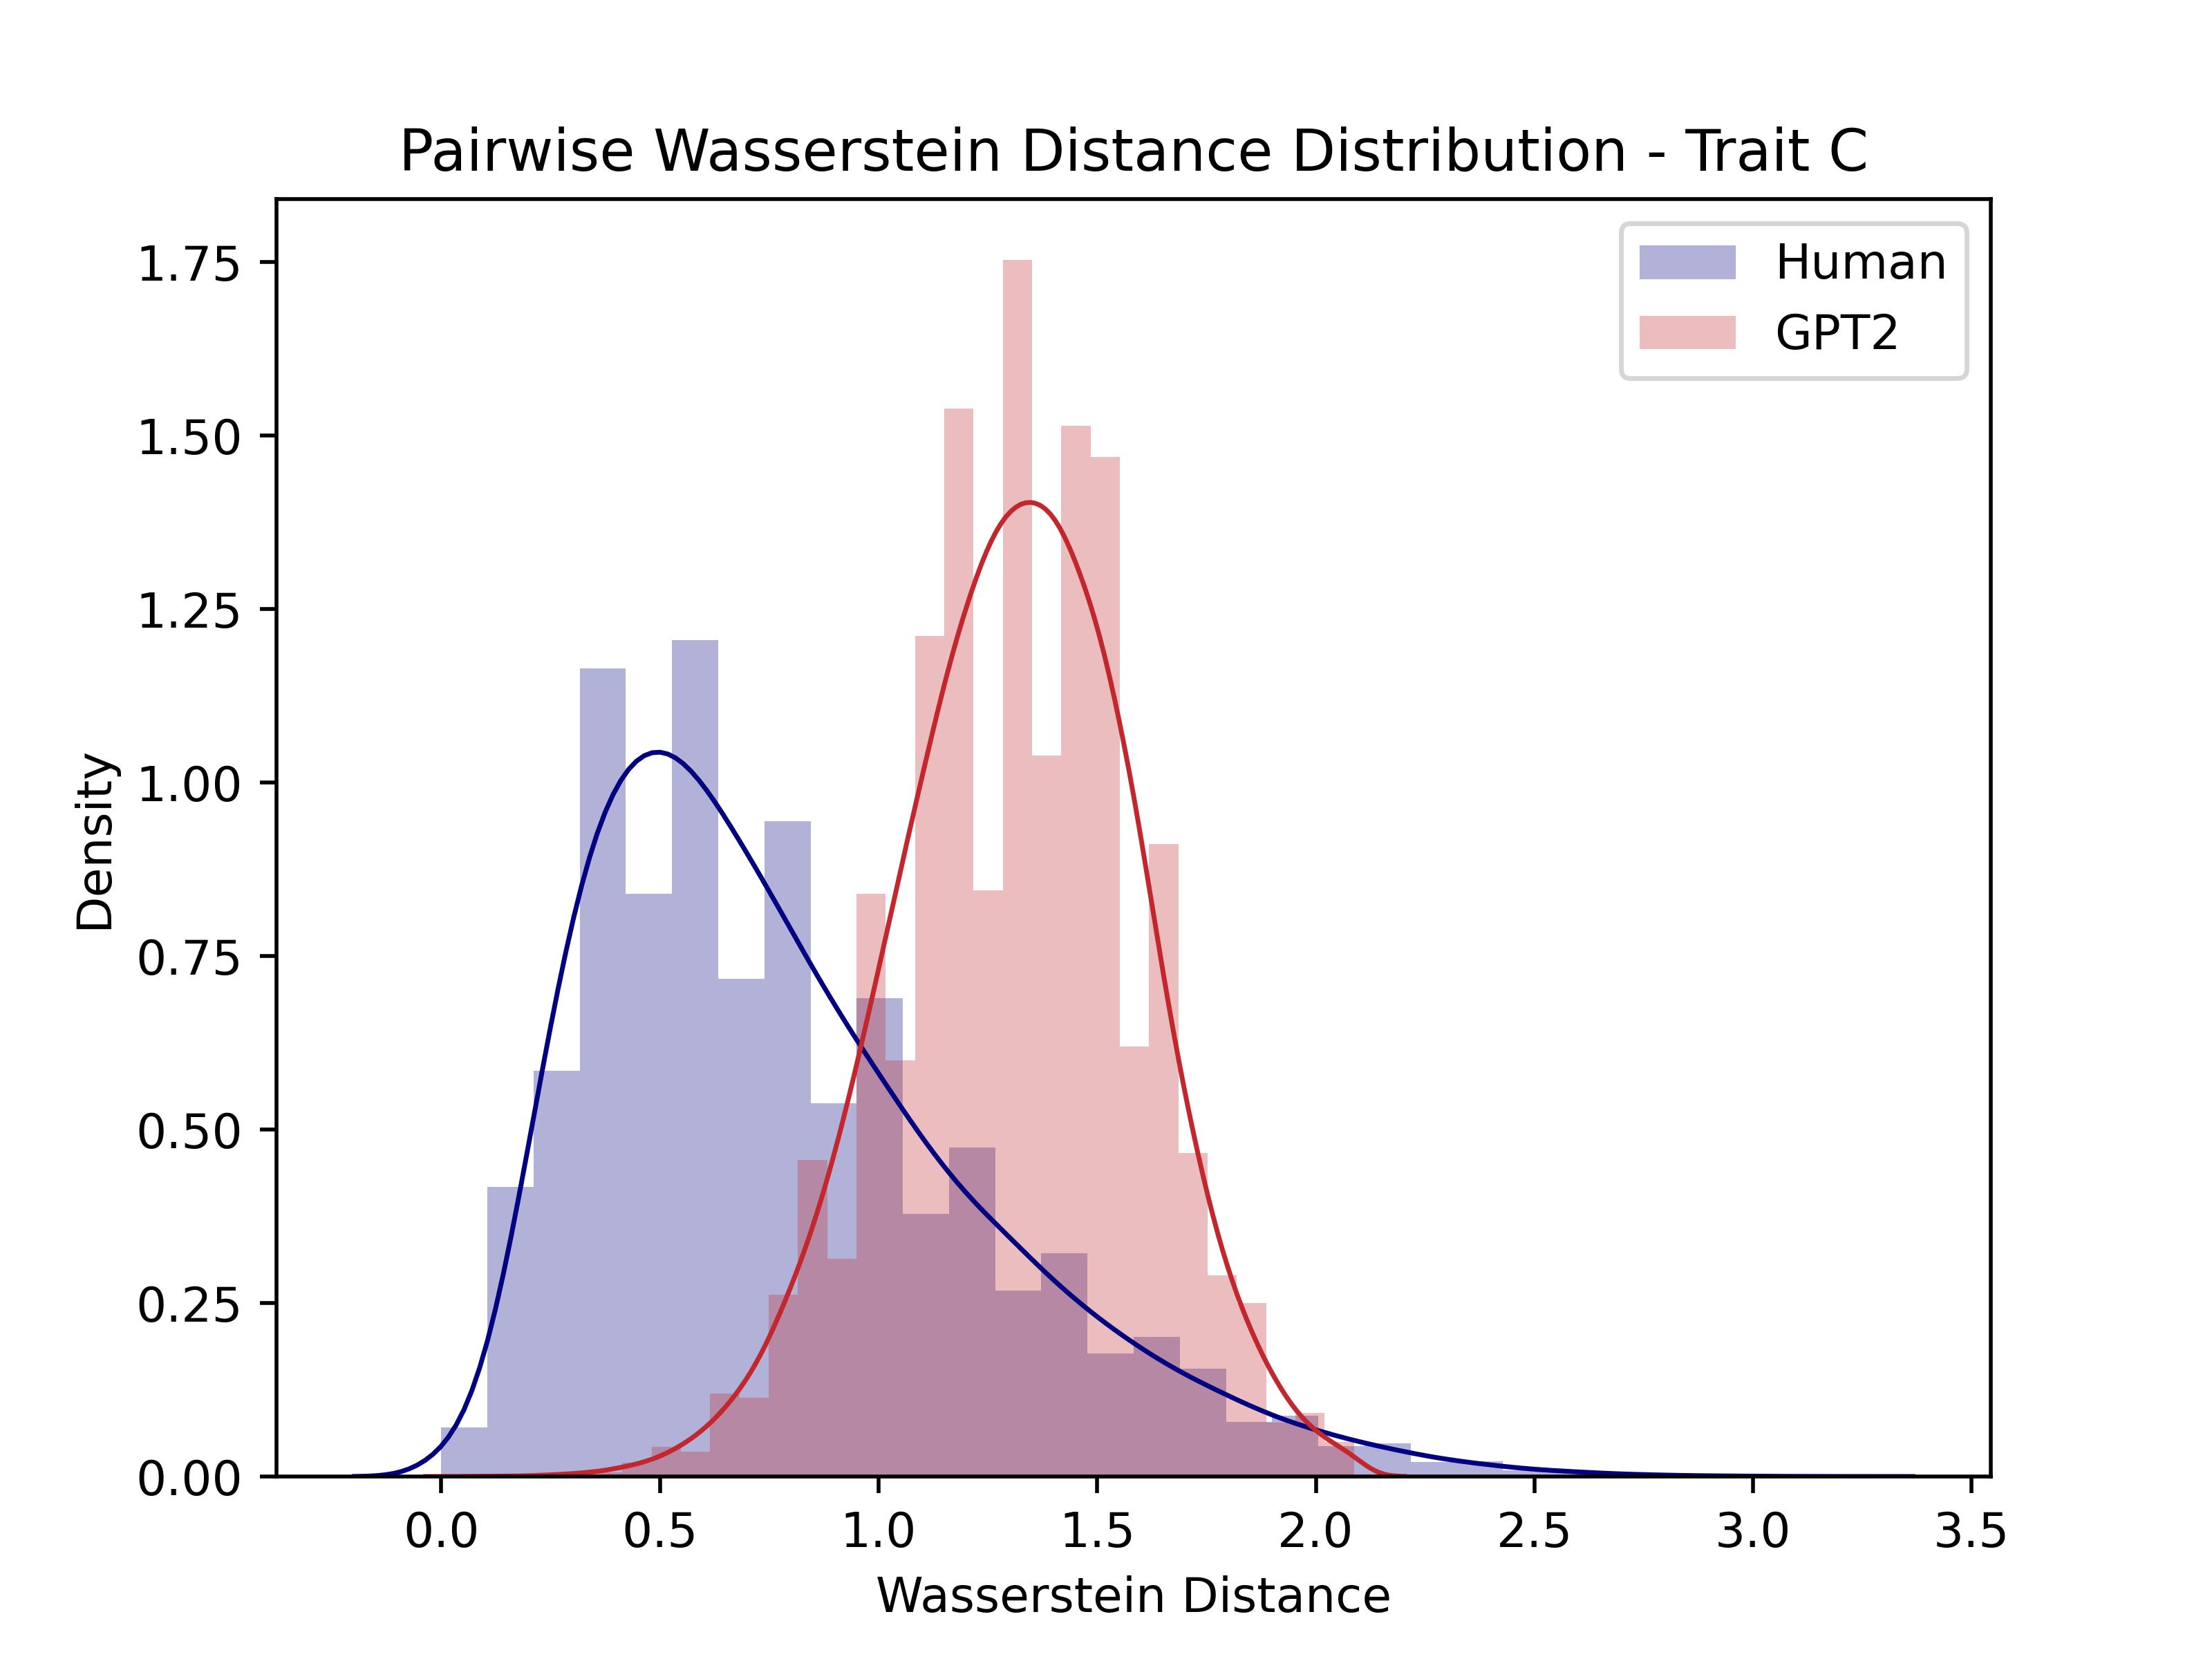 Pairwise Wasserstein Distance Distribution - Trait C
Human
GPT2
1.75
1.50
1.25
1.00
0.75
0.50
0.25
0.00
Density
0.0 0.5 1.0 1.5 2.0 2.5 3.0 3.5
Wasserstein Distance